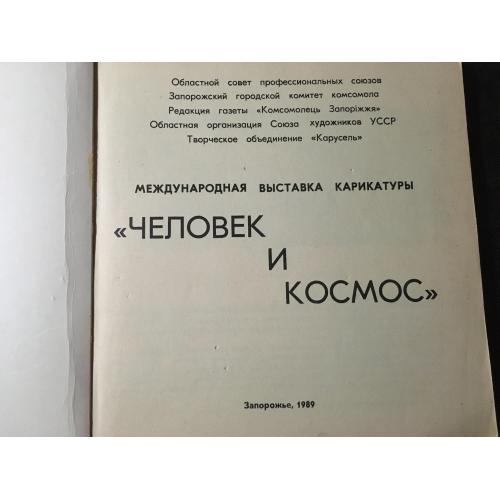 Областной совет профессиональных союзов
Запорожский городской комитет комсомола
Редакция газеты «Комсомолець Запоріжжя»
Областная организация Союза художников УССР
Творческое объединение «Карусель»
МЕЖДУНАРОДНАЯ ВЫСТАВКА КАРИКАТУРЫ
«ЧЕЛОВЕК
И
КОСМОС»
Запорожье, 1989